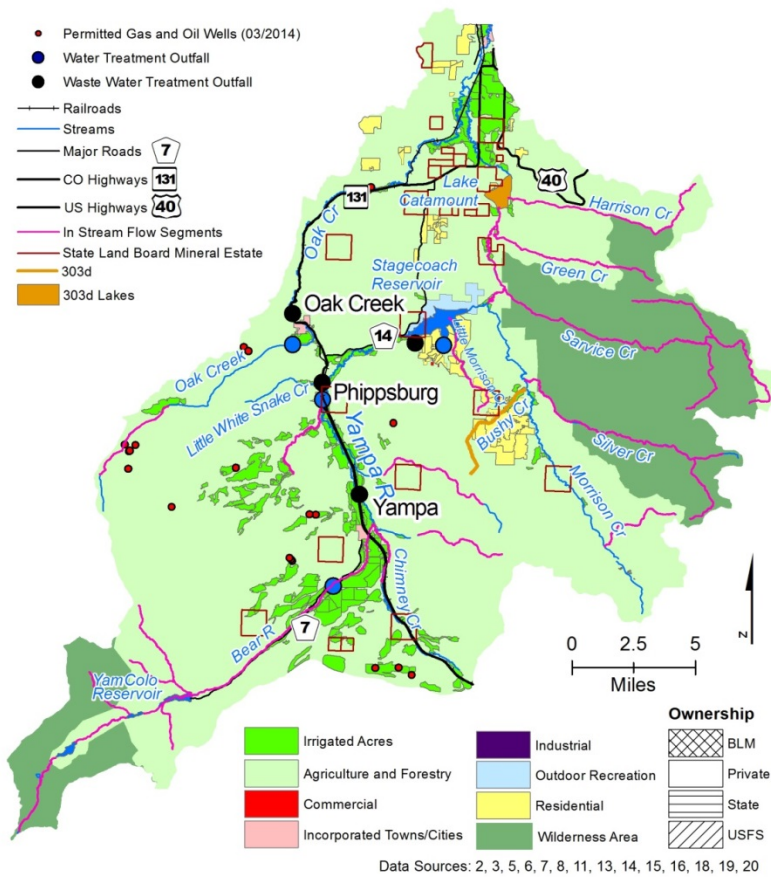 Permitted Gas and Oil Wells (03/2014)
Water Treatment Outfall
Waste Water Treatment Outfall
Railroads
Streams
Major Roads 7
CO Highways 131
US Highways 40
In Stream Flow Segments
State Land Board Mineral Estate
303d
303d Lakes
40
131
Lake
Catamount
Harrison Cr
Oak Cr
Green Cr
Stagecoach
Reservoir
Oak Creek
14
Sarvice Cr
Oak Creek
Little Morrison Cr
Little White Snake Cr
Phippsburg
Bushy Cr
Yampa R
Silver Cr
Morrison Cr
Yampa
Chimney Cr
7
Bear R
YamColo
Reservoir
N
0 2.5 5
Miles
Irrigated Acres
Agriculture and Forestry
Commercial
Incorporated Towns/Cities
Industrial
Outdoor Recreation
Residential
Wilderness Area
Ownership
BLM
Private
State
USFS
Data Sources: 2, 3, 5, 6, 7, 8, 11, 13, 14, 15, 16, 18, 19, 20